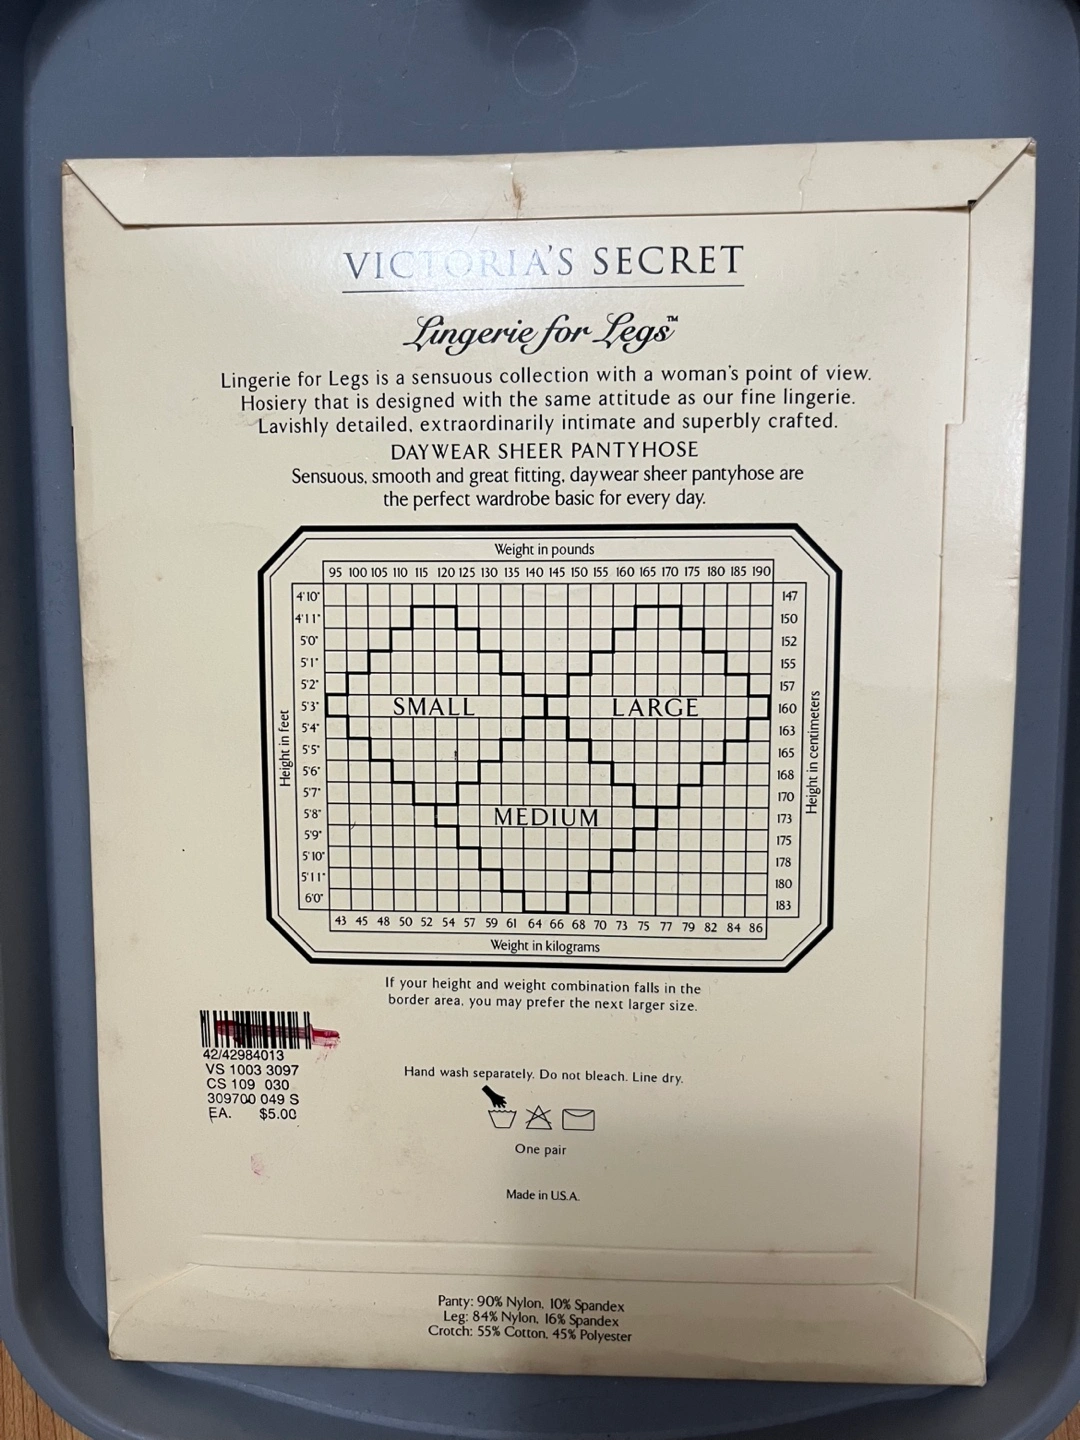 VICTORIA'S SECRET
Lingerie for Legs™
Lingerie for Legs is a sensuous collection with a woman's point of view.
Hosiery that is designed with the same attitude as our fine lingerie.
Lavishly detailed, extraordinarily intimate and superbly crafted.
DAYWEAR SHEER PANTYHOSE
Sensuous, smooth and great fitting, daywear sheer pantyhose are
the perfect wardrobe basic for every day.
Weight in pounds
95 100 105 110 115 120 125 130 135 140 145 150 155 160 165 170 175 180 185 190
4'10" 147
4'11" 150
5'0" 152
5'1" 155
5'2" 157
5'3" SMALL LARGE 160
5'4" 163
5'5" 165
5'6" 168
5'7" 170
5'8" MEDIUM 173
5'9" 175
5'10" 178
5'11" 180
6'0" 183
Height in feet
Height in centimeters
43 45 48 50 52 54 57 59 61 64 66 68 70 73 75 77 79 82 84 86
Weight in kilograms
If your height and weight combination falls in the
border area, you may prefer the next larger size.
42/42984013
VS 1003 3097
CS 109 030
309700 049 S
EA. $5.00
Hand wash separately. Do not bleach. Line dry.
One pair
Made in U.S.A.
Panty: 90% Nylon, 10% Spandex
Leg: 84% Nylon, 16% Spandex
Crotch: 55% Cotton, 45% Polyester